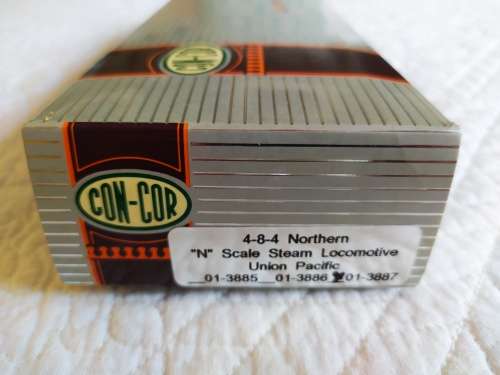 CON-COR
4-8-4 Northern
"N" Scale Steam Locomotive
Union Pacific
01-3885 01-3886 01-3887